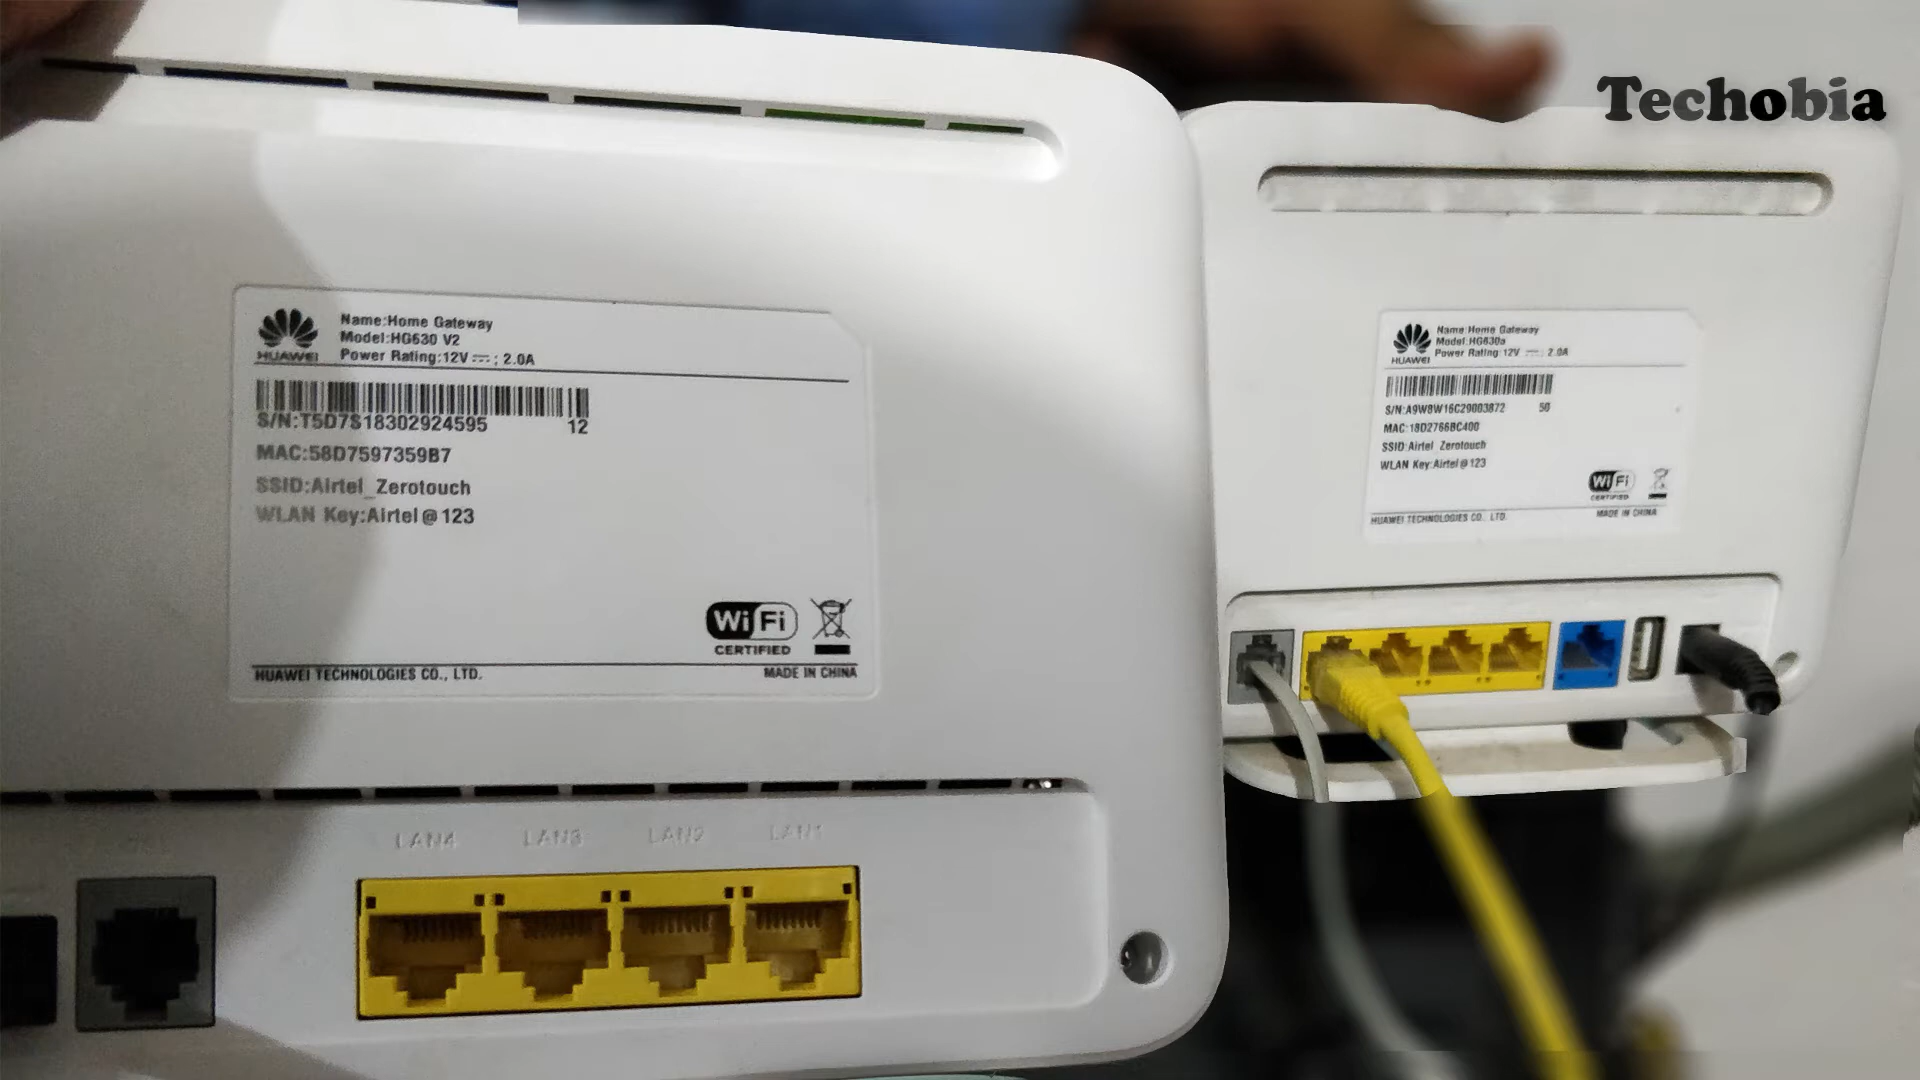 Techobia
HUAWEI
Name:Home Gateway
Model:HG630 V2
Power Rating:12V ⎓ ; 2.0A
S/N:T5D7S18302924595 12
MAC:58D7597359B7
SSID:Airtel_Zerotouch
WLAN Key:Airtel@123
WiFi
CERTIFIED
HUAWEI TECHNOLOGIES CO., LTD. MADE IN CHINA
LAN4 LAN3 LAN2 LAN1
HUAWEI
Name:Home Gateway
Model:HG630a
Power Rating:12V ⎓ ; 2.0A
S/N:A9W8W16C29003872 50
MAC:18D2766BC400
SSID:Airtel_Zerotouch
WLAN Key:Airtel@123
WiFi
CERTIFIED
HUAWEI TECHNOLOGIES CO., LTD. MADE IN CHINA